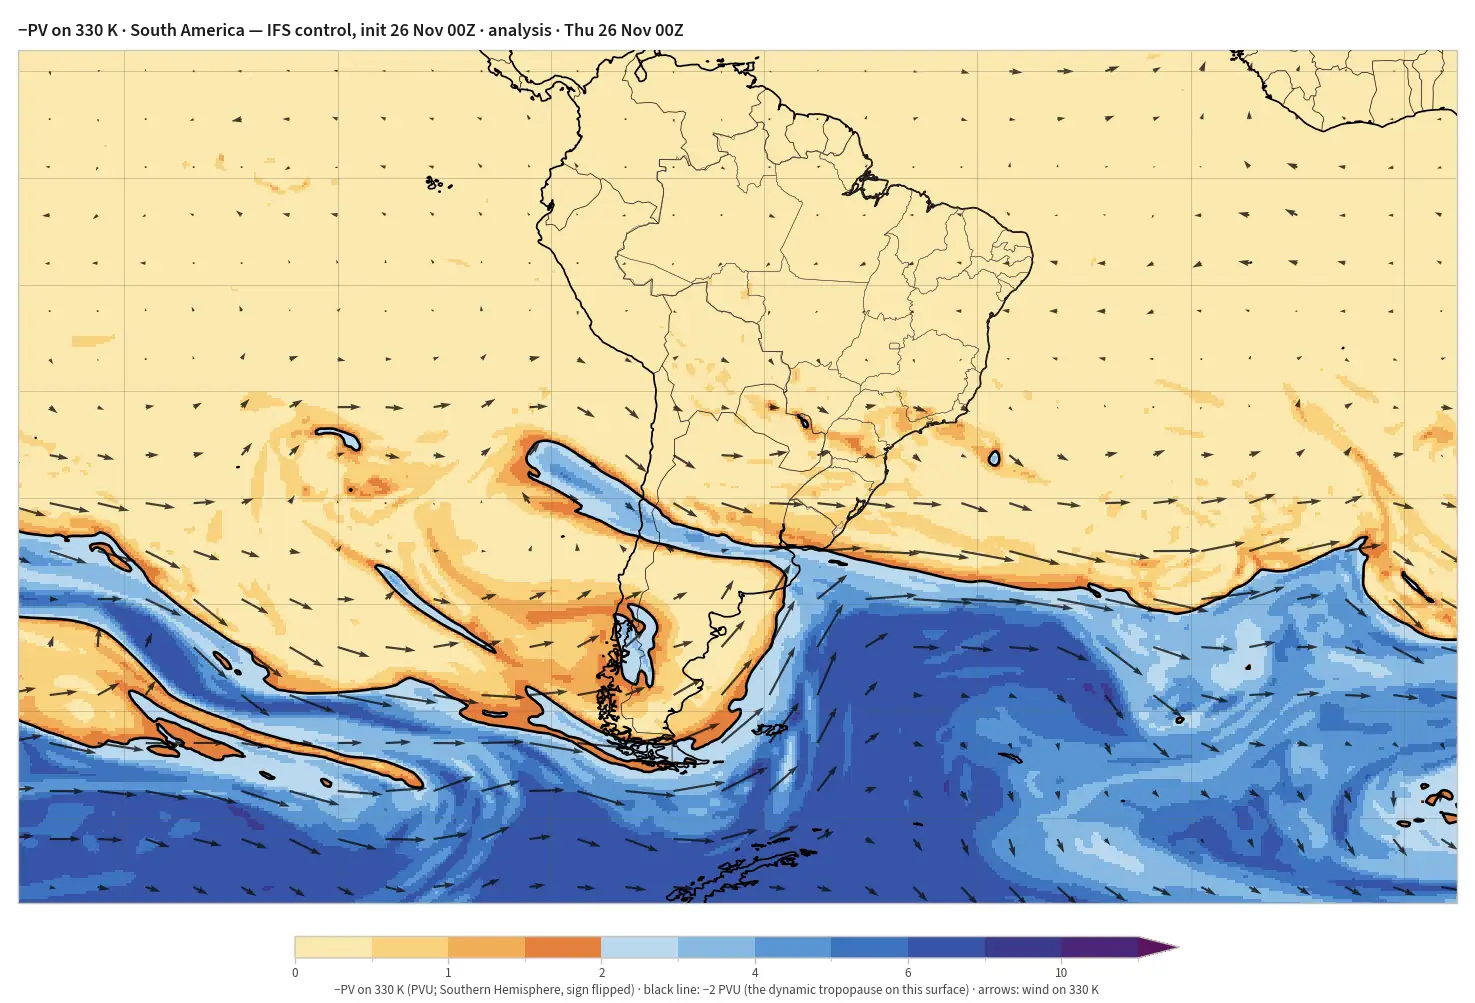 −PV on 330 K · South America — IFS control, init 26 Nov 00Z · analysis · Thu 26 Nov 00Z
0 1 2 4 6 10
−PV on 330 K (PVU; Southern Hemisphere, sign flipped) · black line: −2 PVU (the dynamic tropopause on this surface) · arrows: wind on 330 K